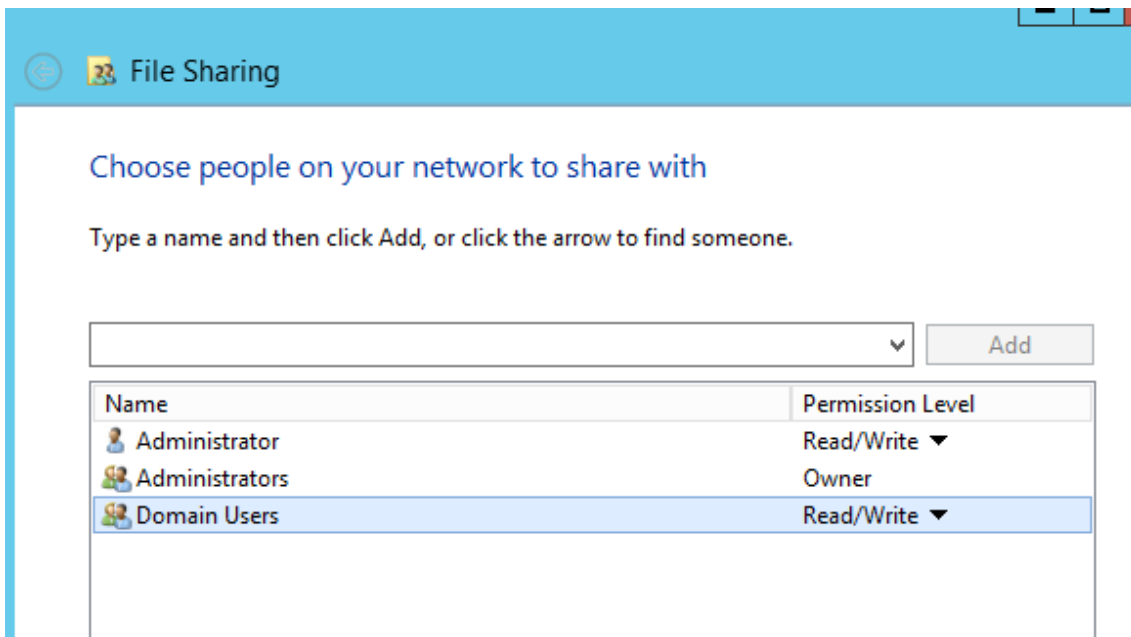 File Sharing
Choose people on your network to share with
Type a name and then click Add, or click the arrow to find someone.
Add
Name Permission Level
Administrator Read/Write
Administrators Owner
Domain Users Read/Write